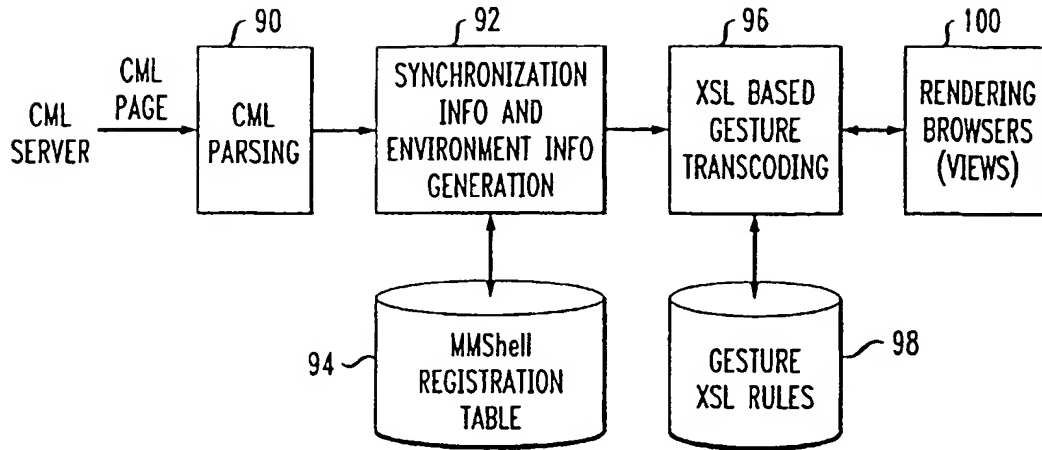 90
92
96
100
CML
PAGE
CML
SERVER
CML
PARSING
SYNCHRONIZATION
INFO AND
ENVIRONMENT INFO
GENERATION
XSL BASED
GESTURE
TRANSCODING
RENDERING
BROWSERS
(VIEWS)
94
MMShell
REGISTRATION
TABLE
GESTURE
XSL RULES
98